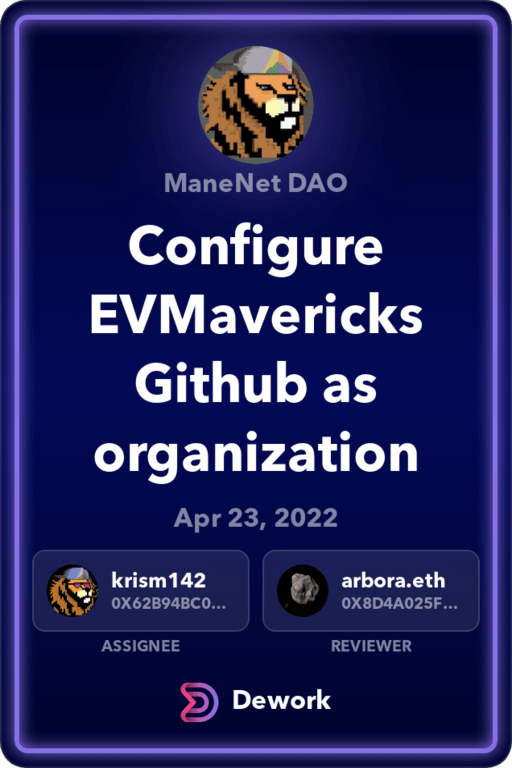 ManeNet DAO
Configure
EVMavericks
Github as
organization
Apr 23, 2022
krism142
0X62B94BC0...
ASSIGNEE
arbora.eth
0X8D4A025F...
REVIEWER
Dework